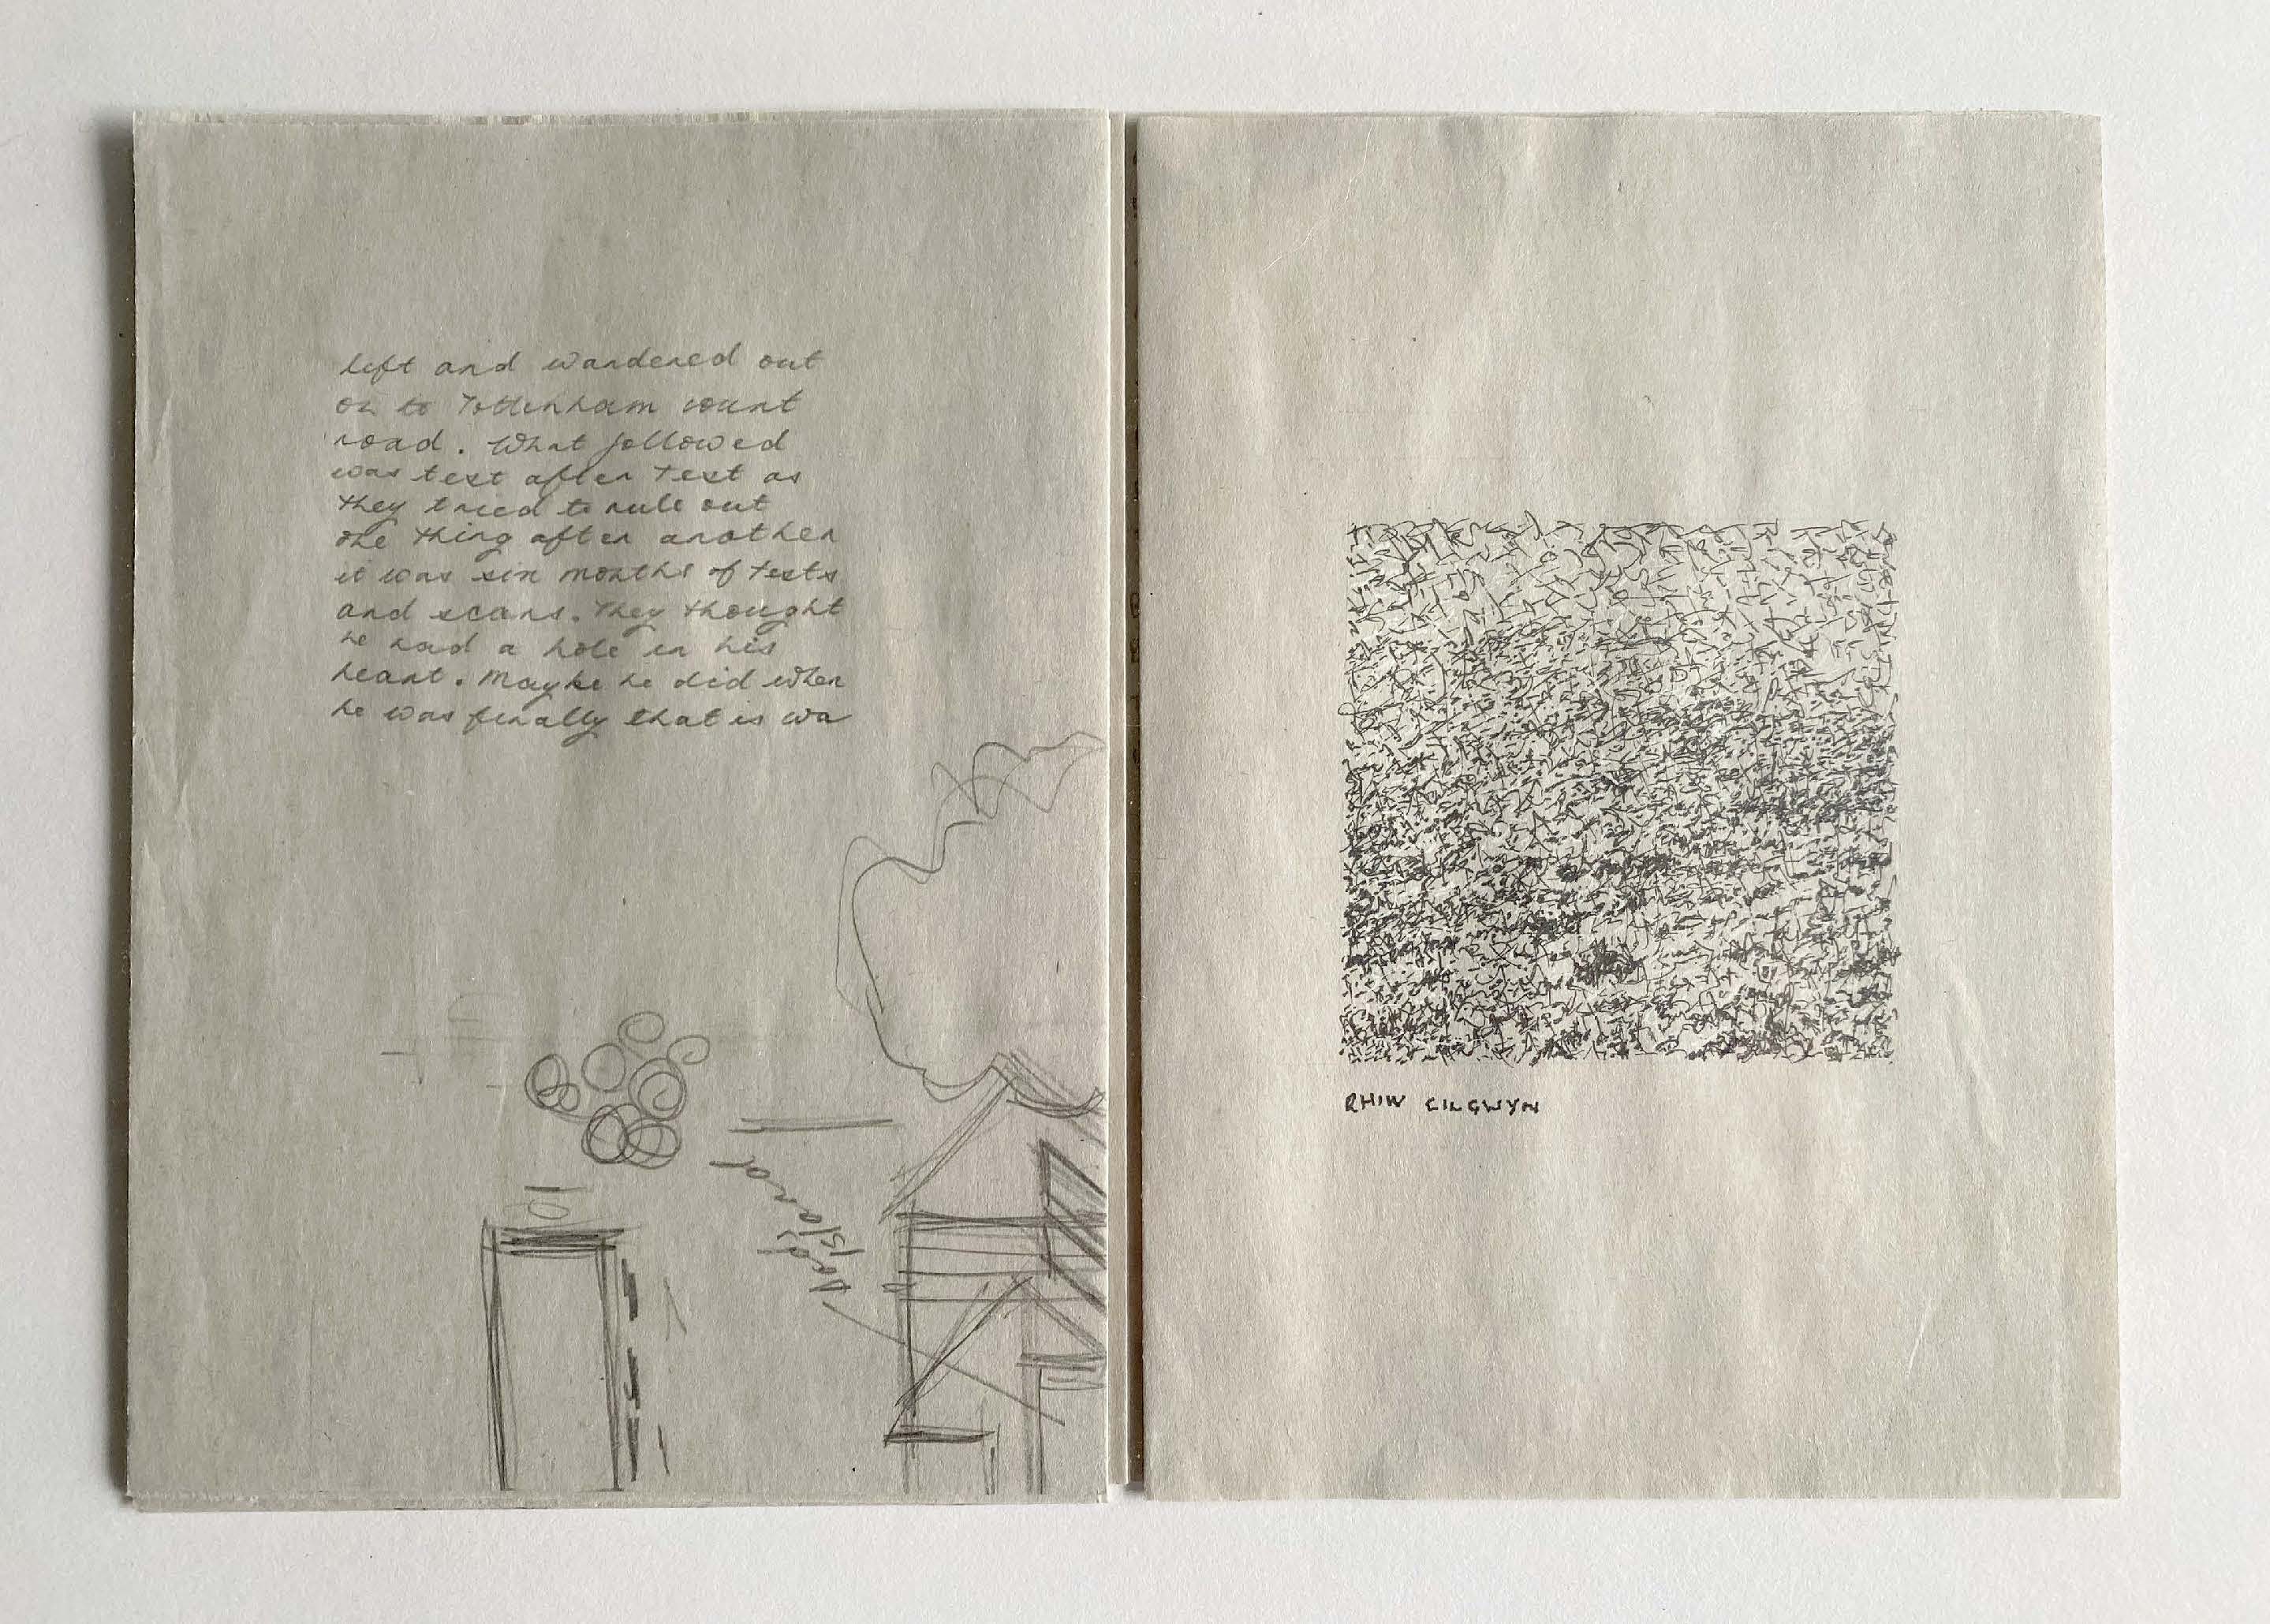 left and wandered out
on to Tottenham court
road. What followed
was test after test as
they tried to rule out
one thing after another
it was six months of tests
and scans. They thought
he had a hole in his
heart. Maybe he did when
he was finally that is wa
RHIW CILGWYN